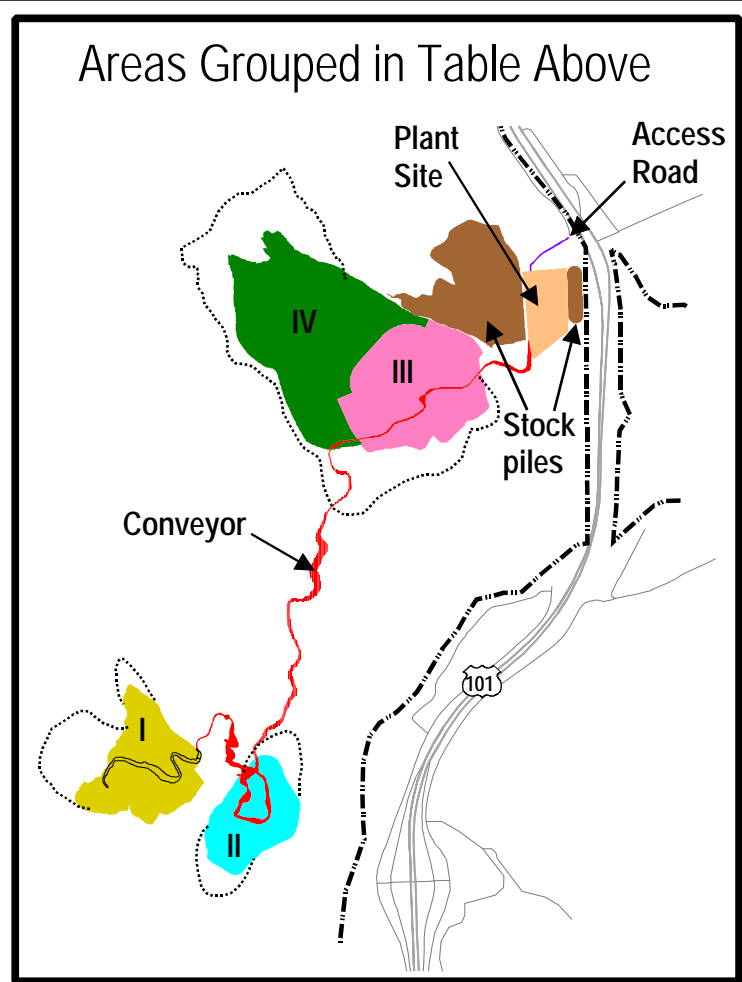 Areas Grouped in Table Above
Plant
Site
Access
Road
IV
III
Stock
piles
Conveyor
101
I
II